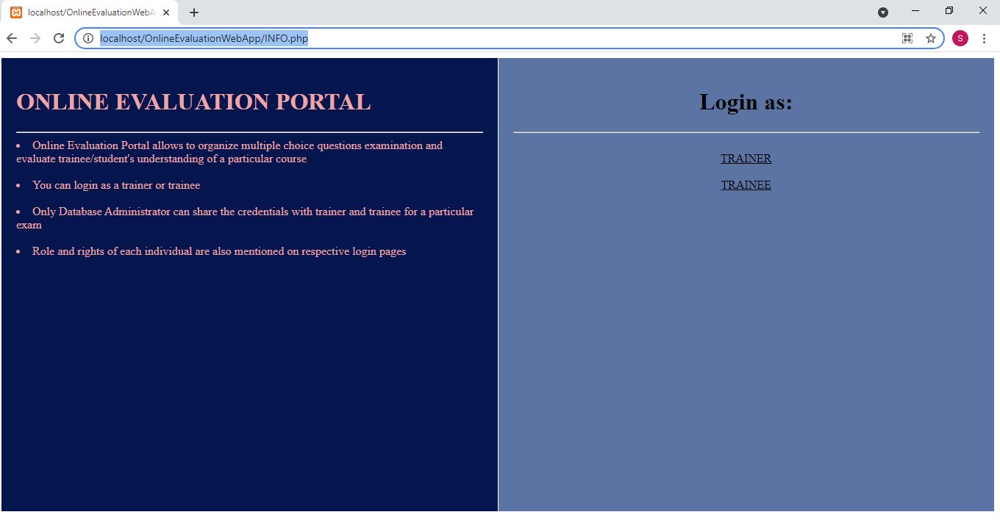 localhost/OnlineEvaluationWebA
localhost/OnlineEvaluationWebApp/INFO.php
S
ONLINE EVALUATION PORTAL
• Online Evaluation Portal allows to organize multiple choice questions examination and
evaluate trainee/student's understanding of a particular course
• You can login as a trainer or trainee
• Only Database Administrator can share the credentials with trainer and trainee for a particular
exam
• Role and rights of each individual are also mentioned on respective login pages
Login as:
TRAINER
TRAINEE